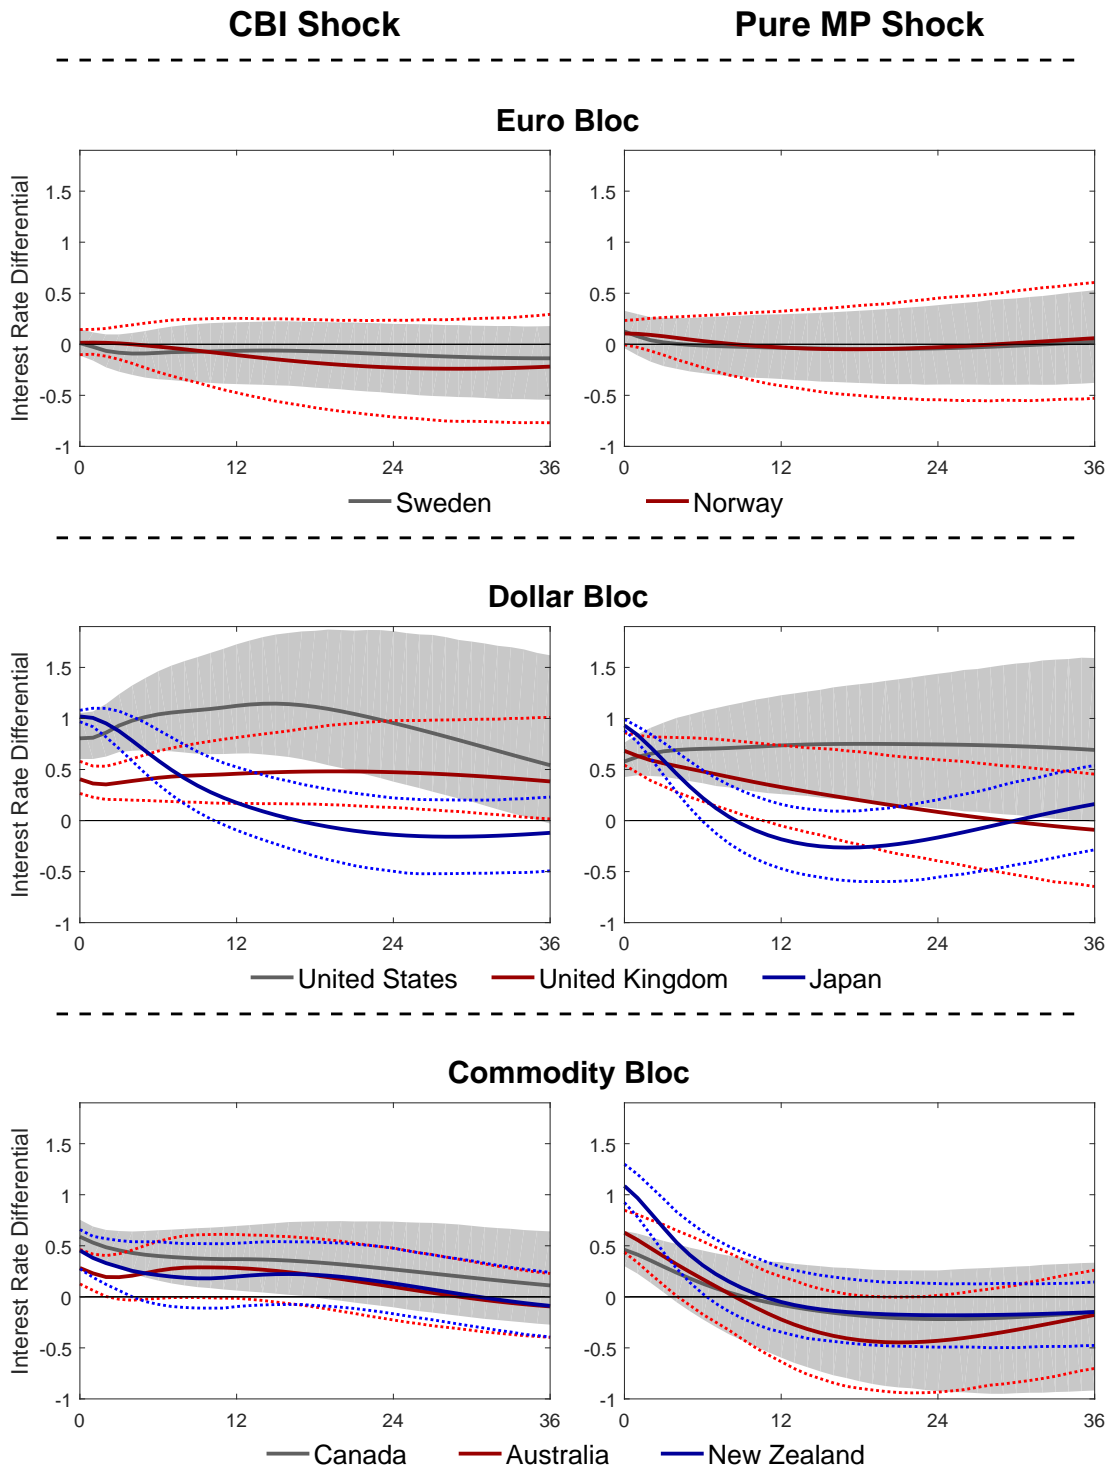 CBI Shock Pure MP Shock
Euro Bloc
Interest Rate Differential
1.5 1.5
1 1
0.5 0.5
0 0
-0.5 -0.5
-1 -1
0 12 24 36 0 12 24 36
Sweden Norway
Dollar Bloc
Interest Rate Differential
1.5 1.5
1 1
0.5 0.5
0 0
-0.5 -0.5
-1 -1
0 12 24 36 0 12 24 36
United States United Kingdom Japan
Commodity Bloc
Interest Rate Differential
1.5 1.5
1 1
0.5 0.5
0 0
-0.5 -0.5
-1 -1
0 12 24 36 0 12 24 36
Canada Australia New Zealand